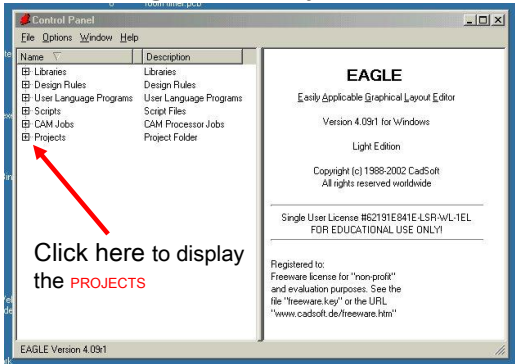 room timer.pcb
Control Panel
File Options Window Help
Name Description
Libraries Libraries
Design Rules Design Rules
User Language Programs User Language Programs
Scripts Script Files
CAM Jobs CAM Processor Jobs
Projects Project Folder
Click here to display
the PROJECTS
EAGLE
Easily Applicable Graphical Layout Editor
Version 4.09r1 for Windows
Light Edition
Copyright (c) 1988-2002 CadSoft
All rights reserved worldwide
Single User License #62191E841E-LSR-WL-1EL
FOR EDUCATIONAL USE ONLY!
Registered to:
Freeware license for "non-profit"
and evaluation purposes. See the
file "freeware.key" or the URL
"www.cadsoft.de/freeware.htm"
EAGLE Version 4.09r1